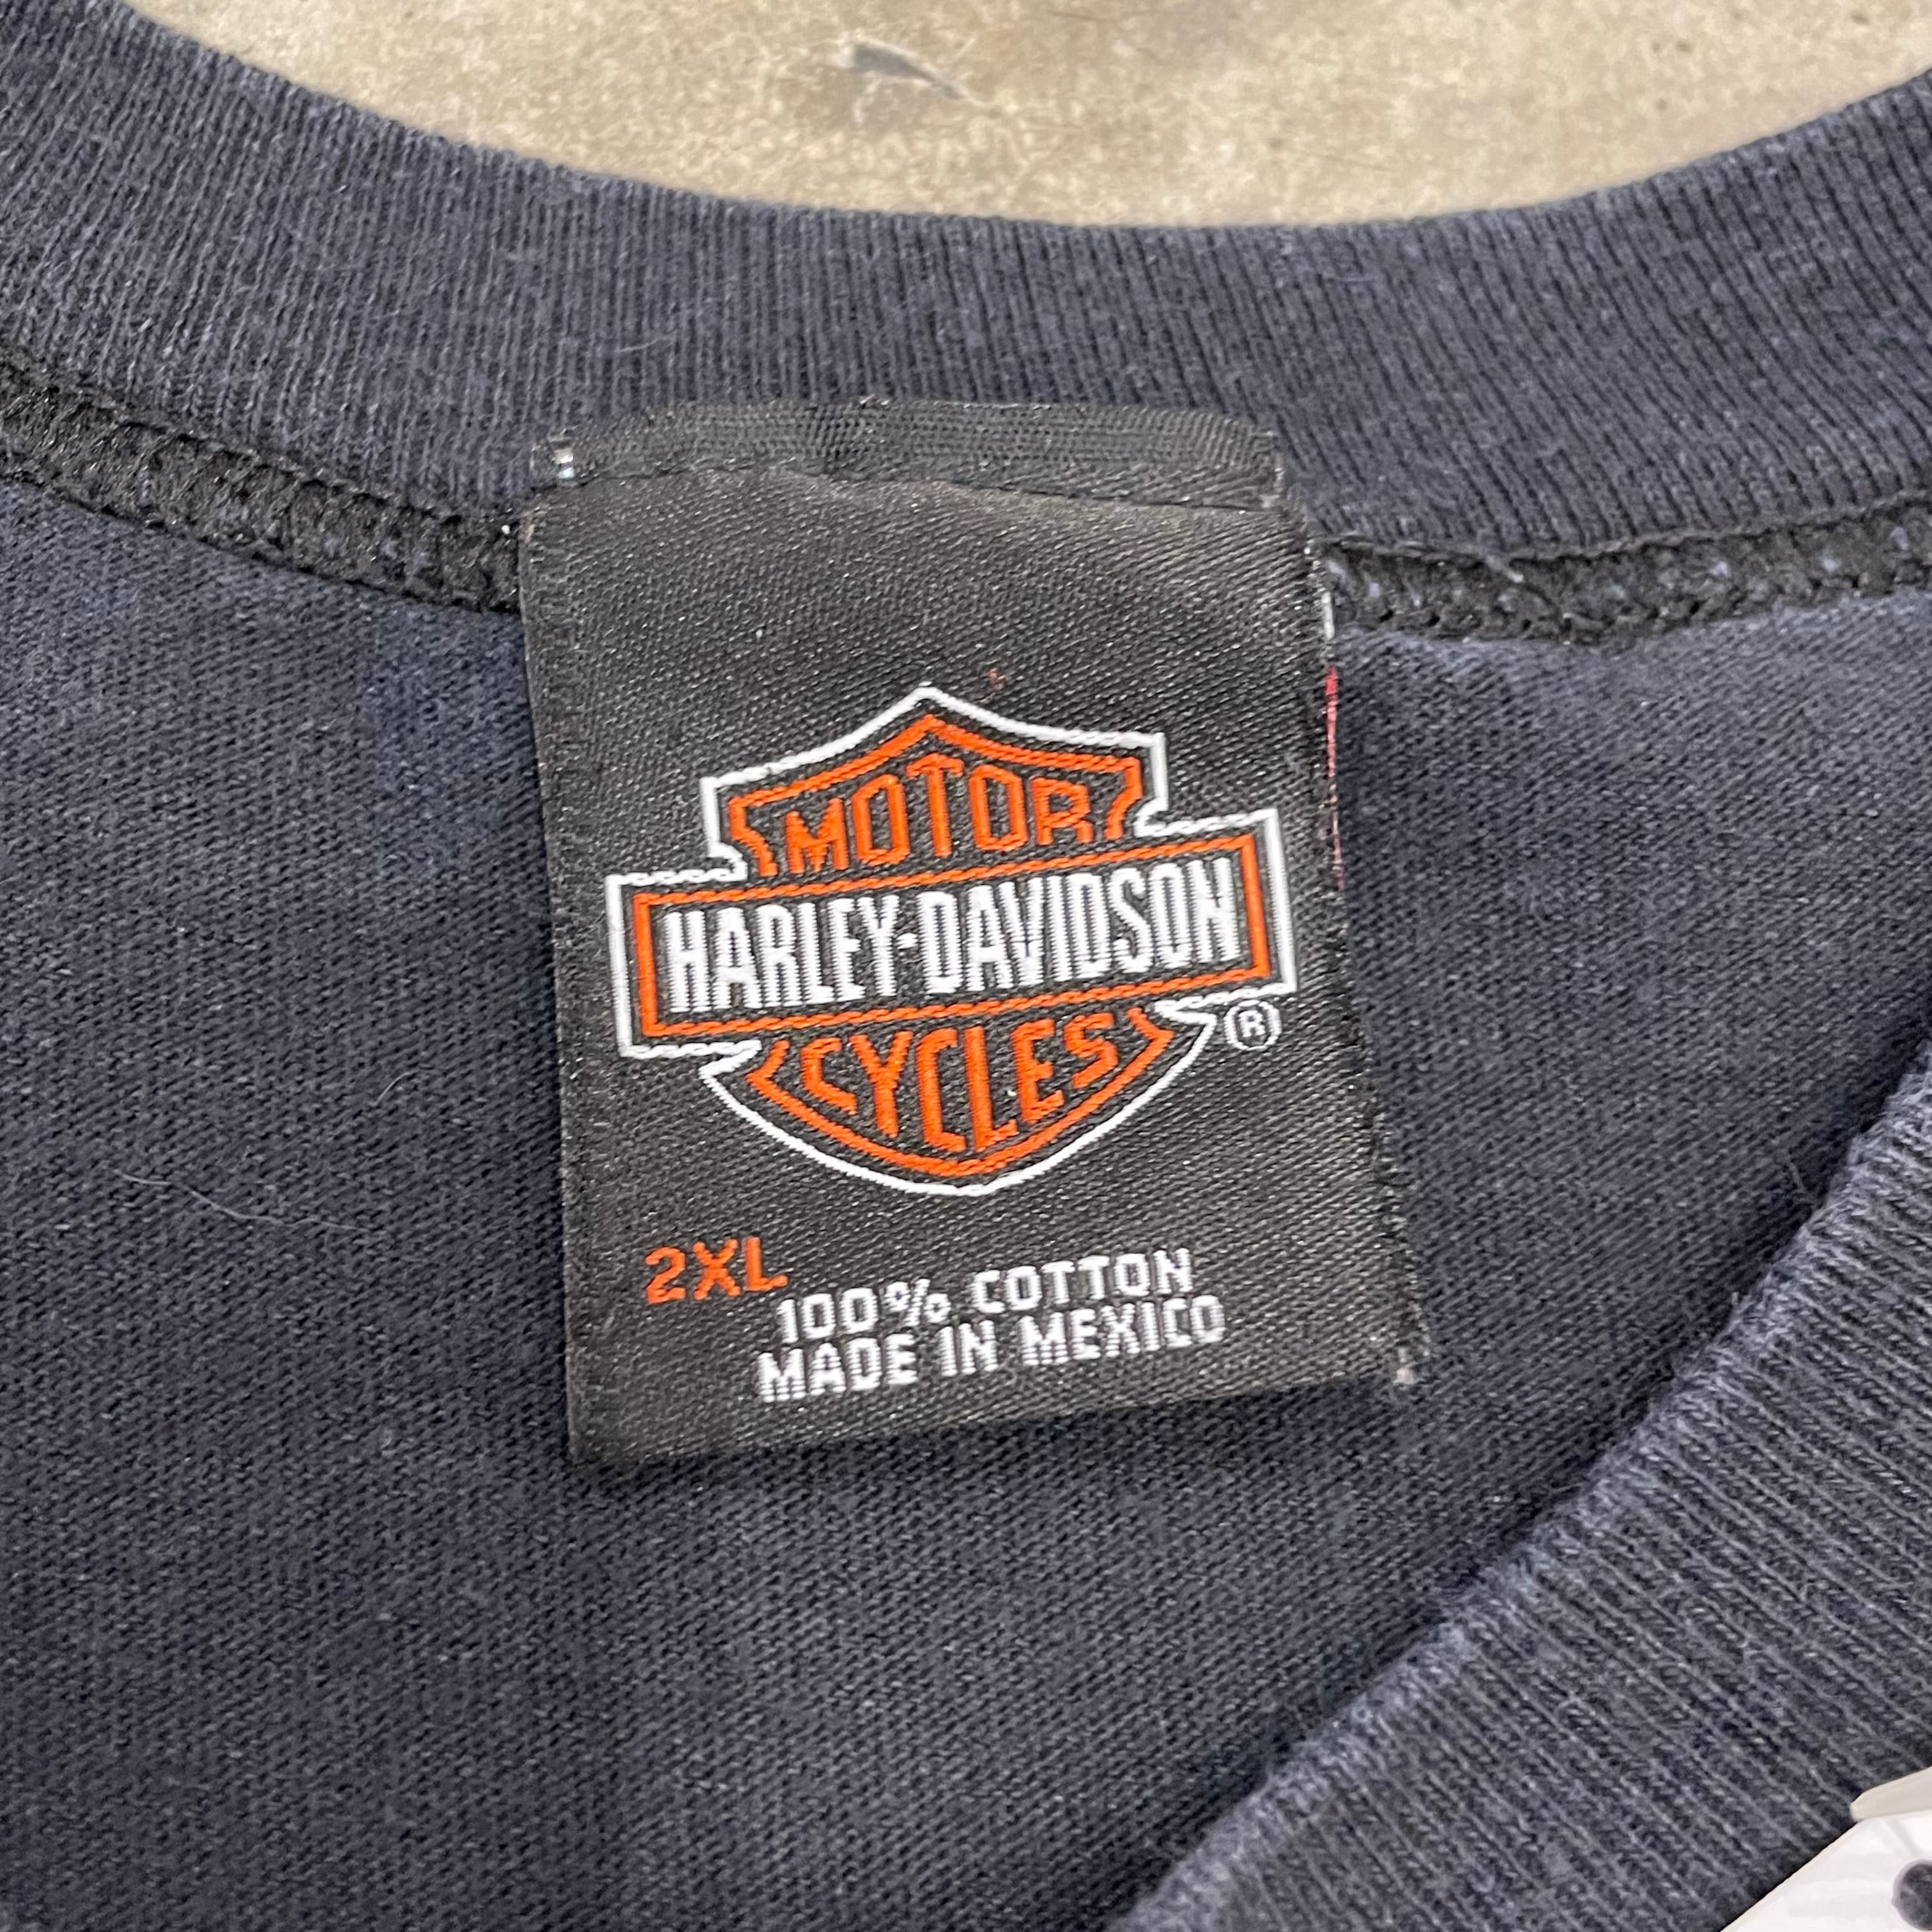 MOTOR
HARLEY-DAVIDSON
CYCLES
®
2XL
100% COTTON
MADE IN MEXICO